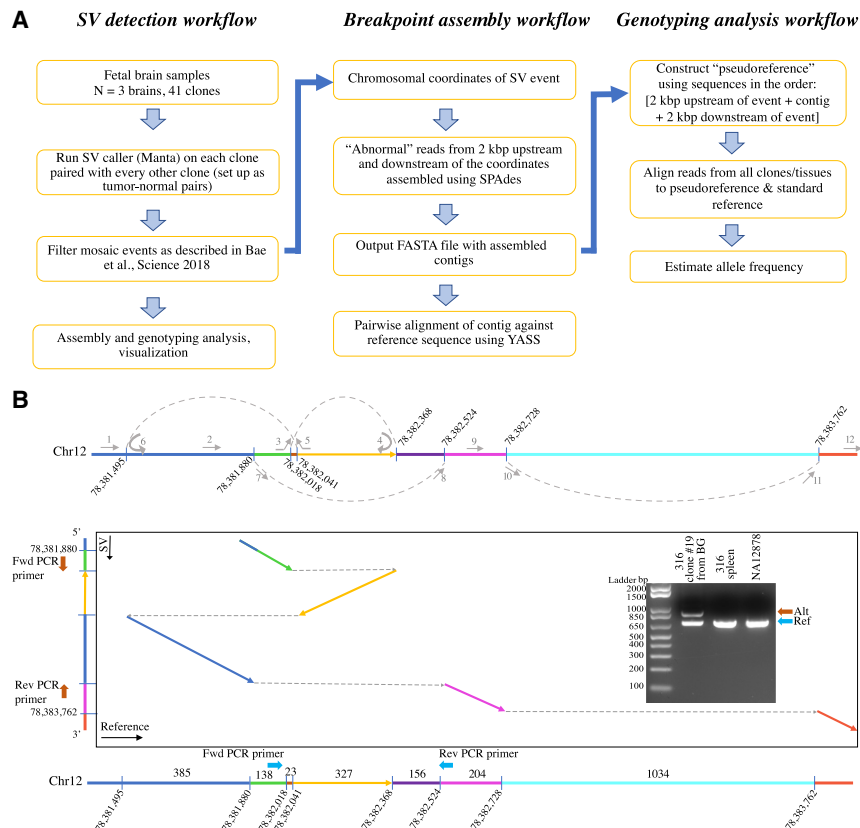 A
SV detection workflow
Breakpoint assembly workflow
Genotyping analysis workflow
Fetal brain samples
N = 3 brains, 41 clones
Run SV caller (Manta) on each clone
paired with every other clone (set up as
tumor-normal pairs)
Filter mosaic events as described in Bae
et al., Science 2018
Assembly and genotyping analysis,
visualization
Chromosomal coordinates of SV event
“Abnormal” reads from 2 kbp upstream
and downstream of the coordinates
assembled using SPAdes
Output FASTA file with assembled
contigs
Pairwise alignment of contig against
reference sequence using YASS
Construct “pseudoreference”
using sequences in the order:
[2 kbp upstream of event + contig
+ 2 kbp downstream of event]
Align reads from all clones/tissues
to pseudoreference & standard
reference
Estimate allele frequency
B
Chr12
1
6
2
3
5
4
9
12
7
8
10
11
78,381,495
78,381,880
78,382,018
78,382,041
78,382,368
78,382,524
78,382,728
78,383,762
5’
78,381,880
Fwd PCR
primer
Rev PCR
primer
78,383,762
3’
SV
Reference
316
clone #19
from BG
316
spleen
NA12878
Ladder bp
2000
1500
1000
850
650
500
400
300
200
100
Alt
Ref
Fwd PCR primer
Rev PCR primer
Chr12
385
138
23
327
156
204
1034
78,381,495
78,381,880
78,382,018
78,382,041
78,382,368
78,382,524
78,382,728
78,383,762